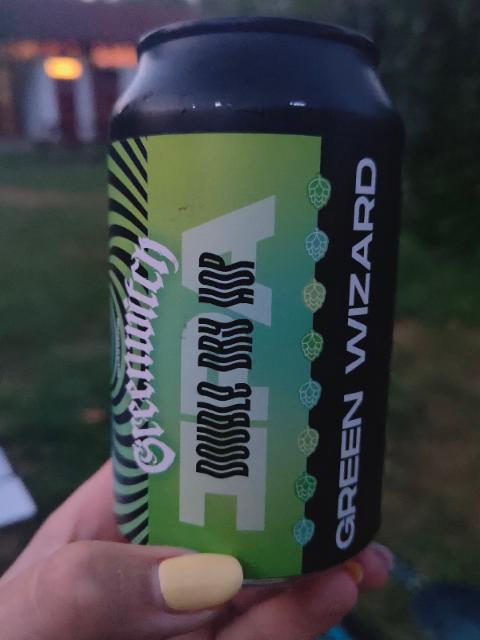 Greenwitch
IPA
DOUBLE DRY HOP
GREEN WIZARD